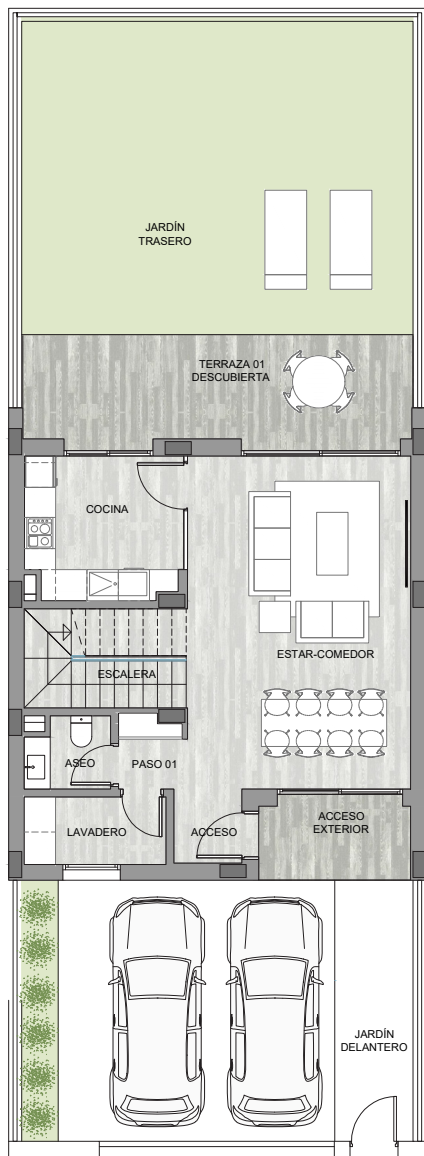 JARDÍN
TRASERO
TERRAZA 01
DESCUBIERTA
COCINA
ESTAR-COMEDOR
ESCALERA
ASEO
PASO 01
LAVADERO
ACCESO
ACCESO
EXTERIOR
JARDÍN
DELANTERO